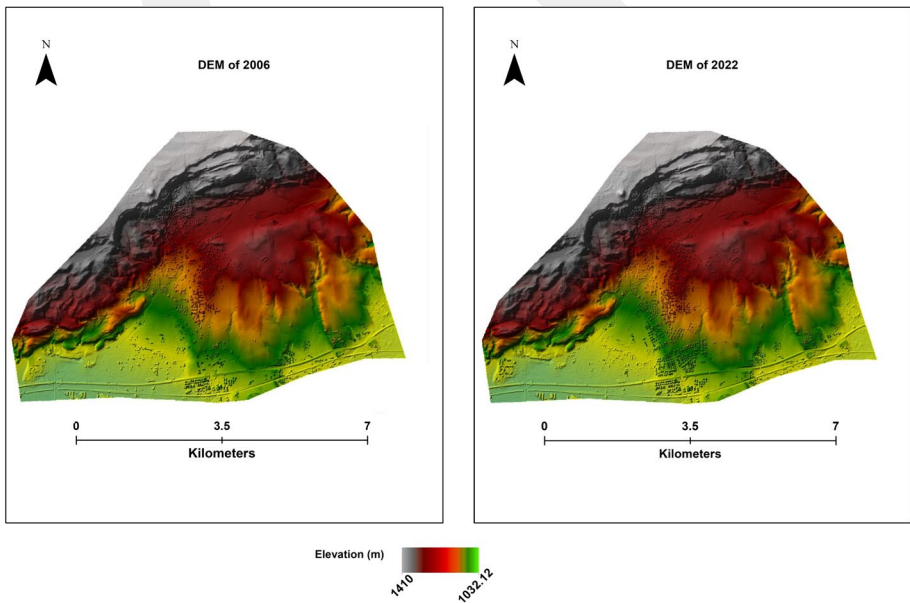 N
DEM of 2006
0 3.5 7
Kilometers
N
DEM of 2022
0 3.5 7
Kilometers
Elevation (m)
1410 1032.12